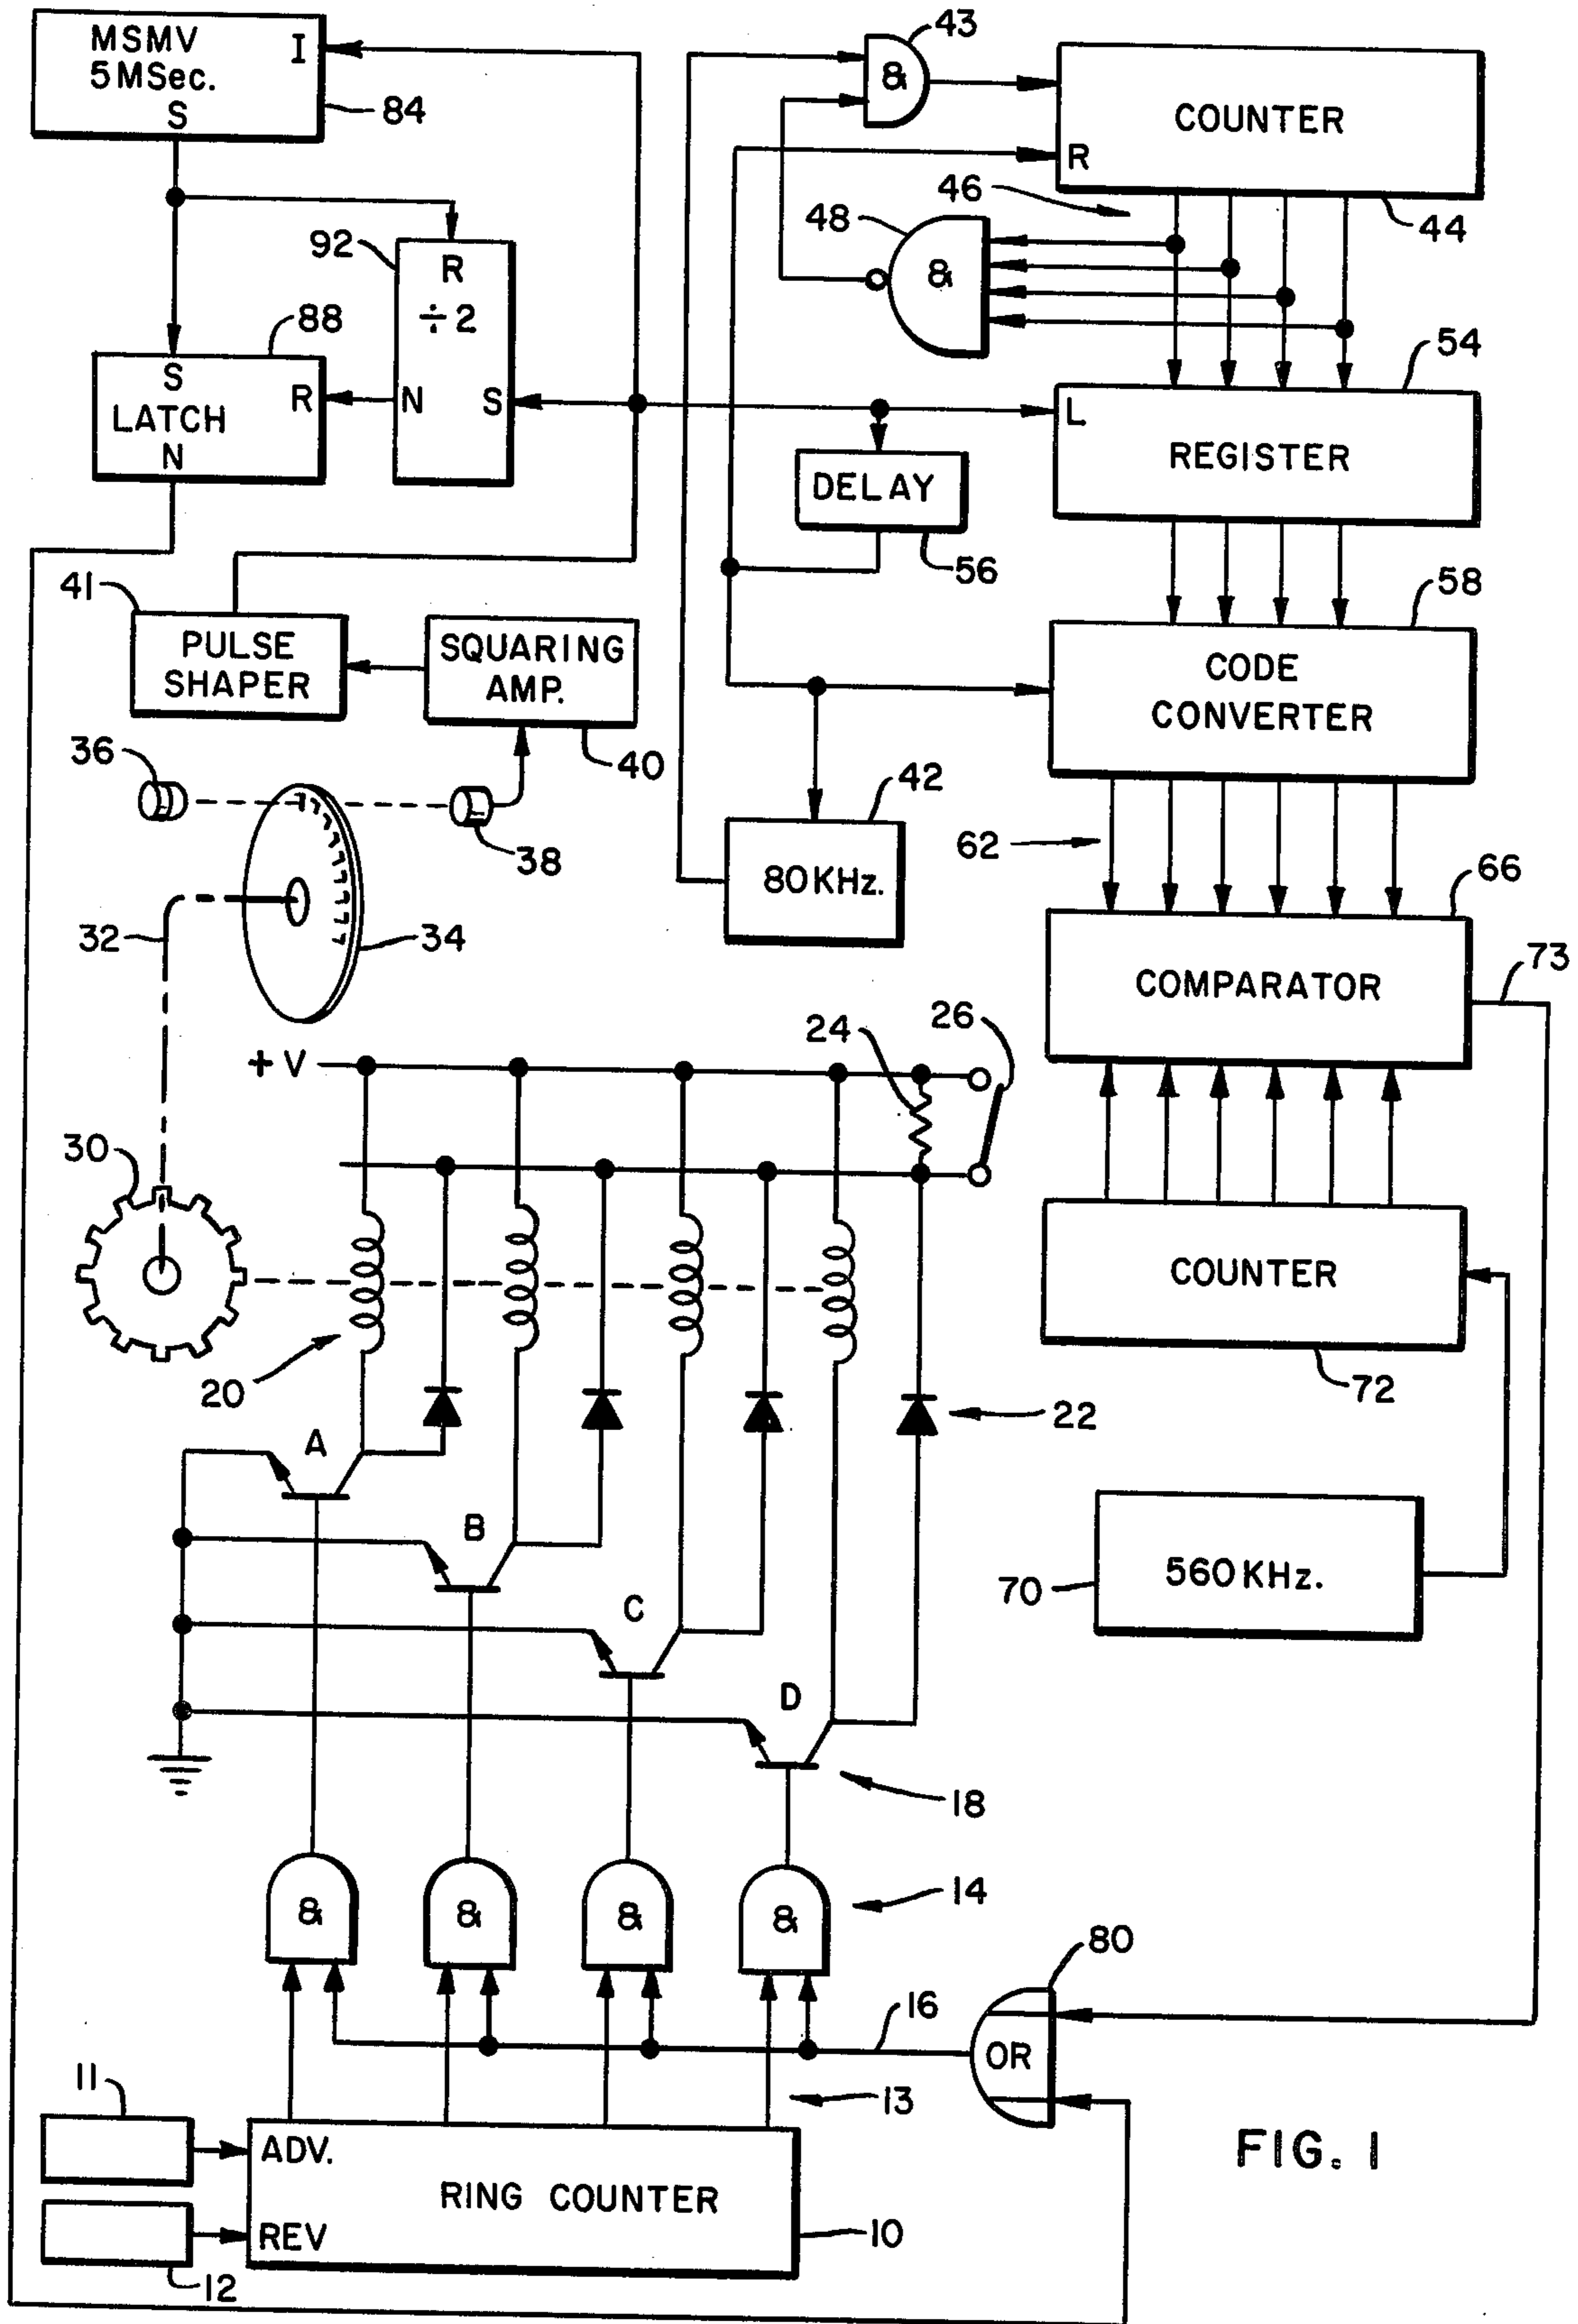 MSMV
5MSec.
S
I
84
43
&
COUNTER
R
44
46
48
&
92
R
÷2
N
S
88
S
LATCH
N
R
54
L
REGISTER
DELAY
56
41
PULSE
SHAPER
SQUARING
AMP.
40
58
CODE
CONVERTER
36
38
42
80KHz.
62
32
34
66
COMPARATOR
73
24
26
+V
30
20
COUNTER
72
22
A
B
C
D
70
560KHz.
18
&
&
&
&
14
80
OR
16
13
11
ADV.
RING COUNTER
REV
10
12
FIG. 1